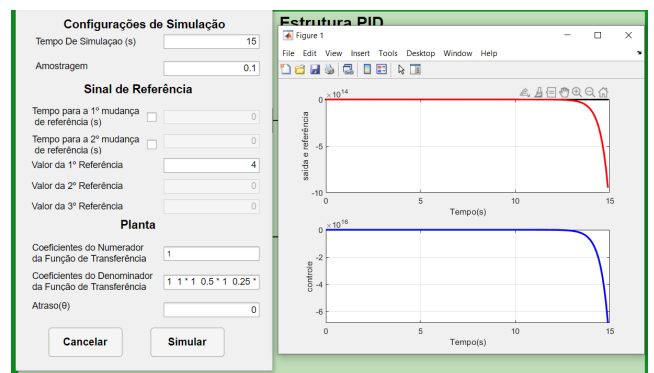 Configurações de Simulação
Tempo De Simulaçao (s)
15
Amostragem
0.1
Sinal de Referência
Tempo para a 1º mudança
de referência (s)
0
Tempo para a 2º mudança
de referência (s)
0
Valor da 1º Referência
4
Valor da 2º Referência
0
Valor da 3º Referência
0
Planta
Coeficientes do Numerador
da Função de Transferência
1
Coeficientes do Denominador
da Função de Transferência
1 1 * 1 0.5 * 1 0.25 *
Atraso(θ)
0
Cancelar
Simular
Estrutura PID
Figure 1
File Edit View Insert Tools Desktop Window Help
×10^14
0
-5
-10
saída e referência
0 5 10 15
Tempo(s)
×10^16
0
-2
-4
-6
controle
0 5 10 15
Tempo(s)